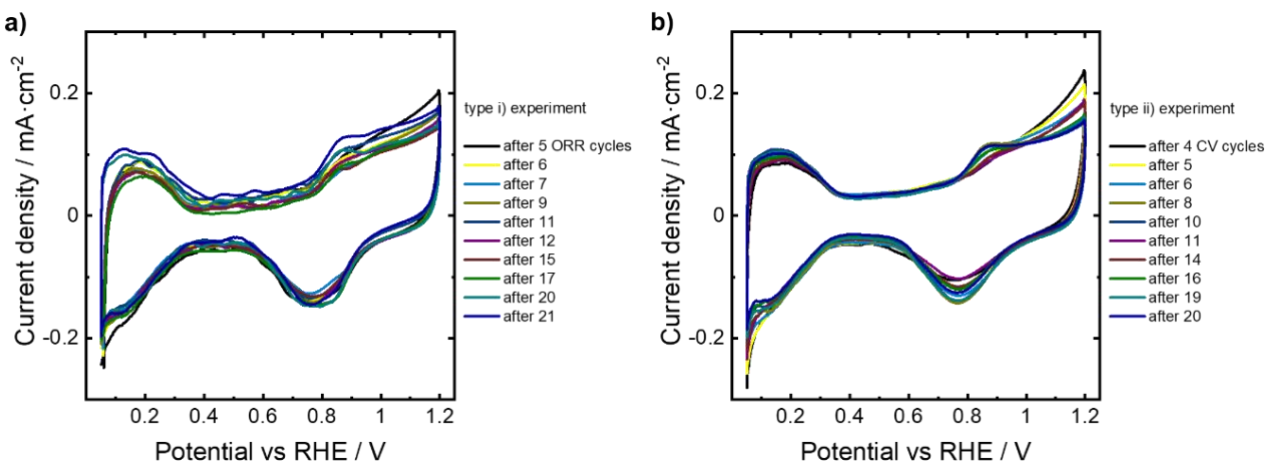 a)
Current density / mA·cm⁻²
0.2
0
-0.2
0.2
0.4
0.6
0.8
1
1.2
Potential vs RHE / V
type i) experiment
after 5 ORR cycles
after 6
after 7
after 9
after 11
after 12
after 15
after 17
after 20
after 21
b)
Current density / mA·cm⁻²
0.2
0
-0.2
0.2
0.4
0.6
0.8
1
1.2
Potential vs RHE / V
type ii) experiment
after 4 CV cycles
after 5
after 6
after 8
after 10
after 11
after 14
after 16
after 19
after 20